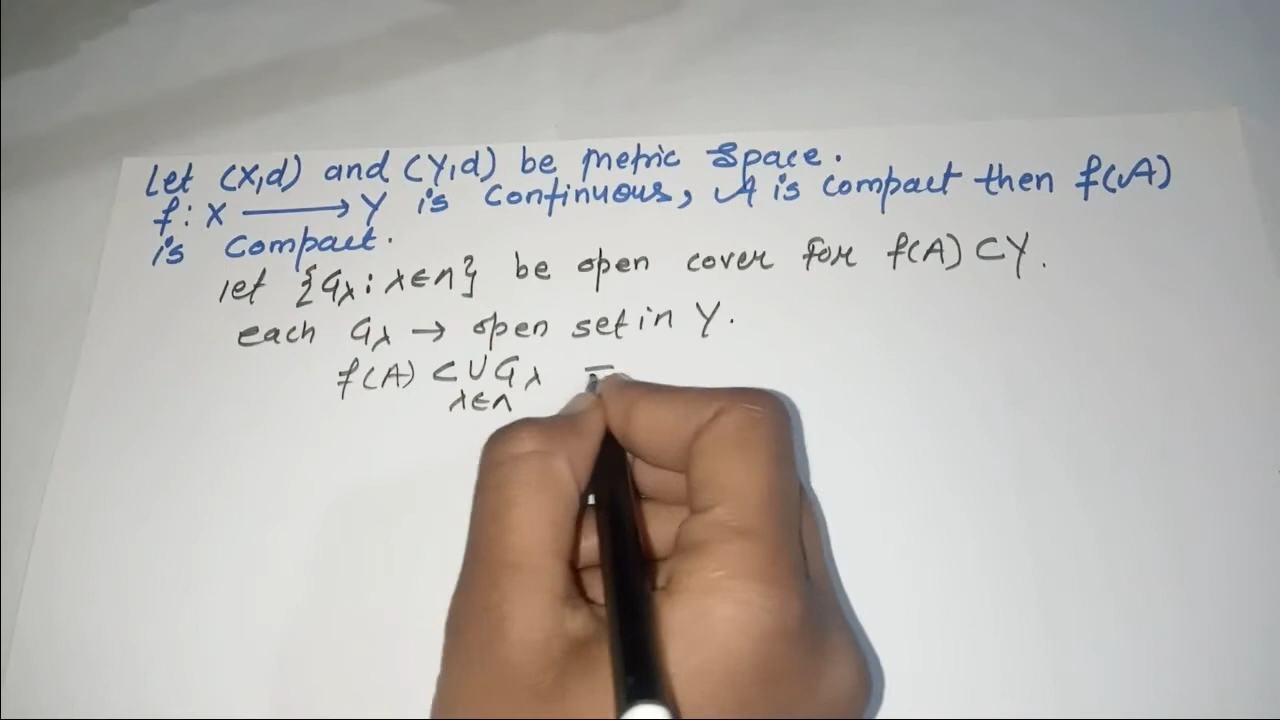 Let (X,d) and (Y,d) be metric space.
f: X ⟶ Y is continuous, A is compact then f(A)
is compact.
let {Gλ : λ∈Λ} be open cover for f(A) ⊂ Y.
each Gλ → open set in Y.
f(A) ⊂ ∪ Gλ
λ∈Λ